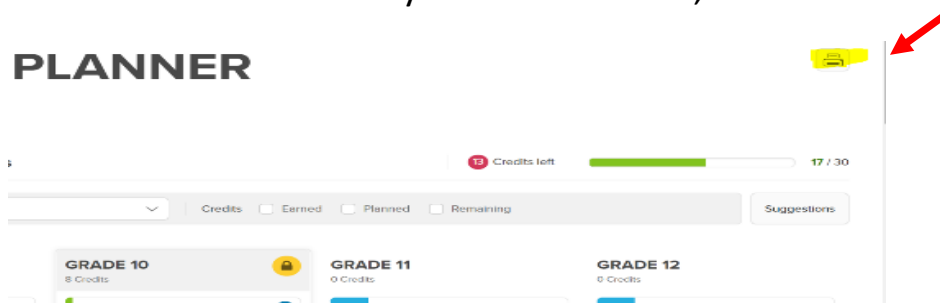 PLANNER
s
13 Credits left 17 / 30
Credits Earned Planned Remaining Suggestions
GRADE 10 GRADE 11 GRADE 12
8 Credits 0 Credits 0 Credits